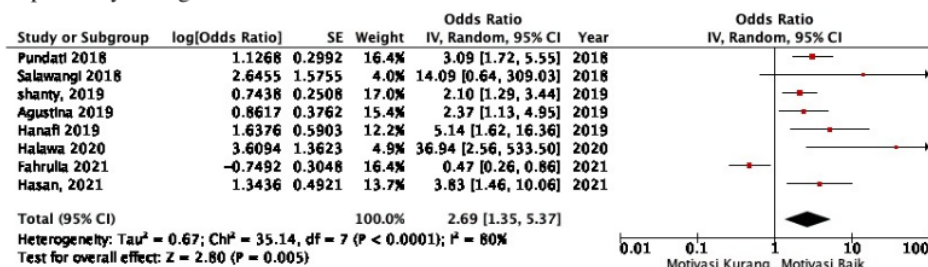 Odds Ratio Odds Ratio
Study or Subgroup log[Odds Ratio] SE Weight IV, Random, 95% CI Year IV, Random, 95% CI
Pundati 2018 1.1268 0.2992 16.4% 3.09 [1.72, 5.55] 2018
Salawangi 2018 2.6455 1.5755 4.0% 14.09 [0.64, 309.03] 2018
shanty, 2019 0.7438 0.2508 17.0% 2.10 [1.29, 3.44] 2019
Agustina 2019 0.8617 0.3762 15.4% 2.37 [1.13, 4.95] 2019
Hanafi 2019 1.6376 0.5903 12.2% 5.14 [1.62, 16.36] 2019
Halawa 2020 3.6094 1.3623 4.9% 36.94 [2.56, 533.50] 2020
Fahrulia 2021 -0.7492 0.3048 16.4% 0.47 [0.26, 0.86] 2021
Hasan, 2021 1.3436 0.4921 13.7% 3.83 [1.46, 10.06] 2021
Total (95% CI) 100.0% 2.69 [1.35, 5.37]
Heterogeneity: Tau² = 0.67; Chi² = 35.14, df = 7 (P < 0.0001); I² = 80%
Test for overall effect: Z = 2.80 (P = 0.005)
0.01 0.1 1 10 100
Motivasi Kurang Motivasi Baik